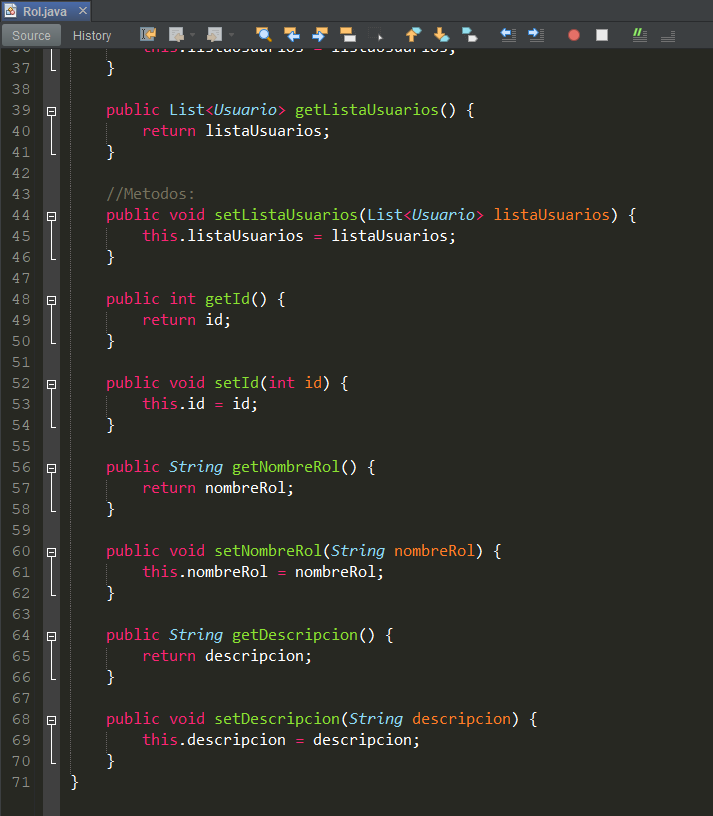 Rol.java
Source History
36 this.listaUsuarios = listaUsuarios;
37 }
38
39 public List<Usuario> getListaUsuarios() {
40 return listaUsuarios;
41 }
42
43 //Metodos:
44 public void setListaUsuarios(List<Usuario> listaUsuarios) {
45 this.listaUsuarios = listaUsuarios;
46 }
47
48 public int getId() {
49 return id;
50 }
51
52 public void setId(int id) {
53 this.id = id;
54 }
55
56 public String getNombreRol() {
57 return nombreRol;
58 }
59
60 public void setNombreRol(String nombreRol) {
61 this.nombreRol = nombreRol;
62 }
63
64 public String getDescripcion() {
65 return descripcion;
66 }
67
68 public void setDescripcion(String descripcion) {
69 this.descripcion = descripcion;
70 }
71 }